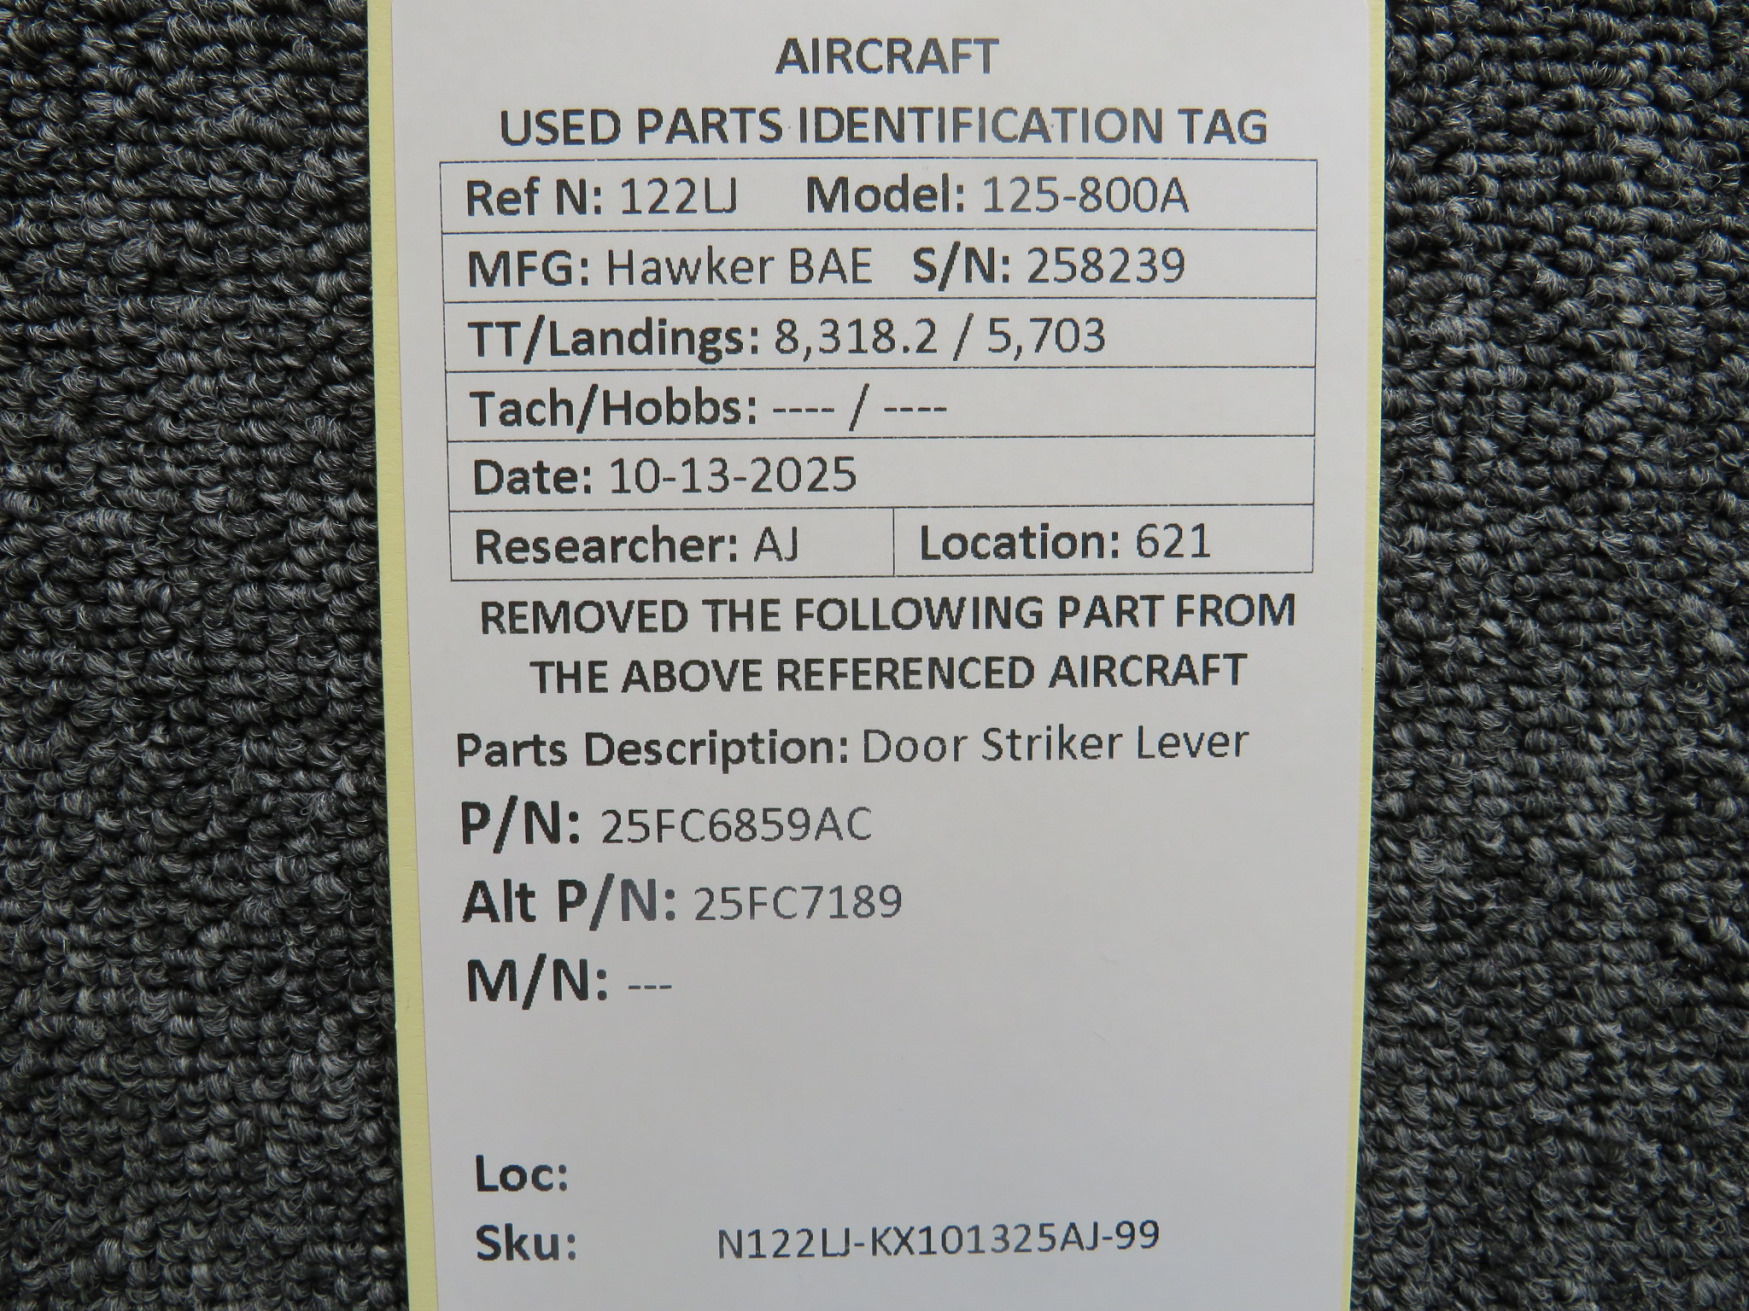 AIRCRAFT
USED PARTS IDENTIFICATION TAG
Ref N: 122LJ Model: 125-800A
MFG: Hawker BAE S/N: 258239
TT/Landings: 8,318.2 / 5,703
Tach/Hobbs: ---- / ----
Date: 10-13-2025
Researcher: AJ Location: 621
REMOVED THE FOLLOWING PART FROM
THE ABOVE REFERENCED AIRCRAFT
Parts Description: Door Striker Lever
P/N: 25FC6859AC
Alt P/N: 25FC7189
M/N: ---
Loc:
Sku: N122LJ-KX101325AJ-99